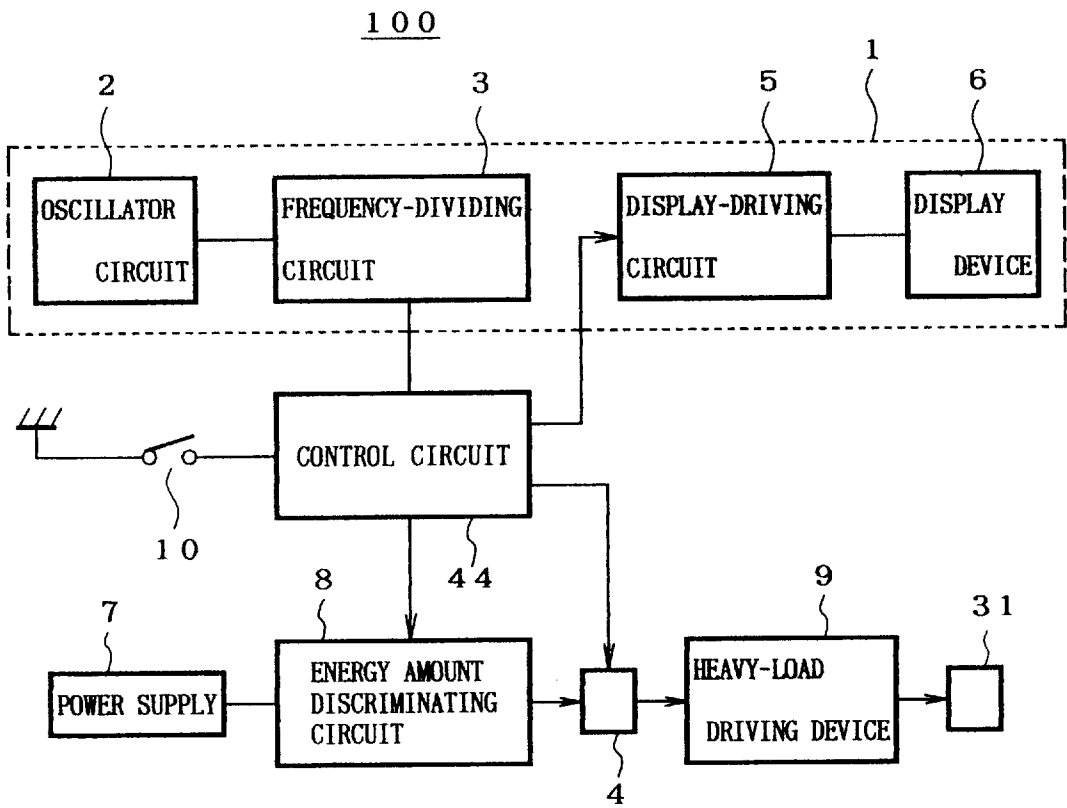 100
1
2
3
5
6
OSCILLATOR
CIRCUIT
FREQUENCY-DIVIDING
CIRCUIT
DISPLAY-DRIVING
CIRCUIT
DISPLAY
DEVICE
CONTROL CIRCUIT
10
44
7
8
9
31
POWER SUPPLY
ENERGY AMOUNT
DISCRIMINATING
CIRCUIT
HEAVY-LOAD
DRIVING DEVICE
4